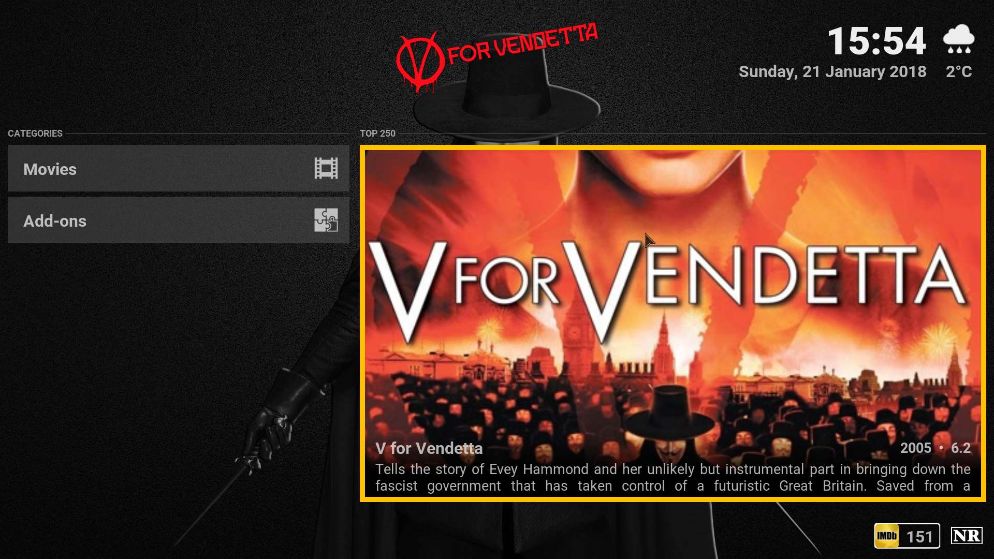 V FOR VENDETTA
15:54
Sunday, 21 January 2018 2°C
CATEGORIES
Movies
Add-ons
TOP 250
V FOR VENDETTA
V for Vendetta 2005 • 6.2
Tells the story of Evey Hammond and her unlikely but instrumental part in bringing down the
fascist government that has taken control of a futuristic Great Britain. Saved from a
IMDb 151 NR